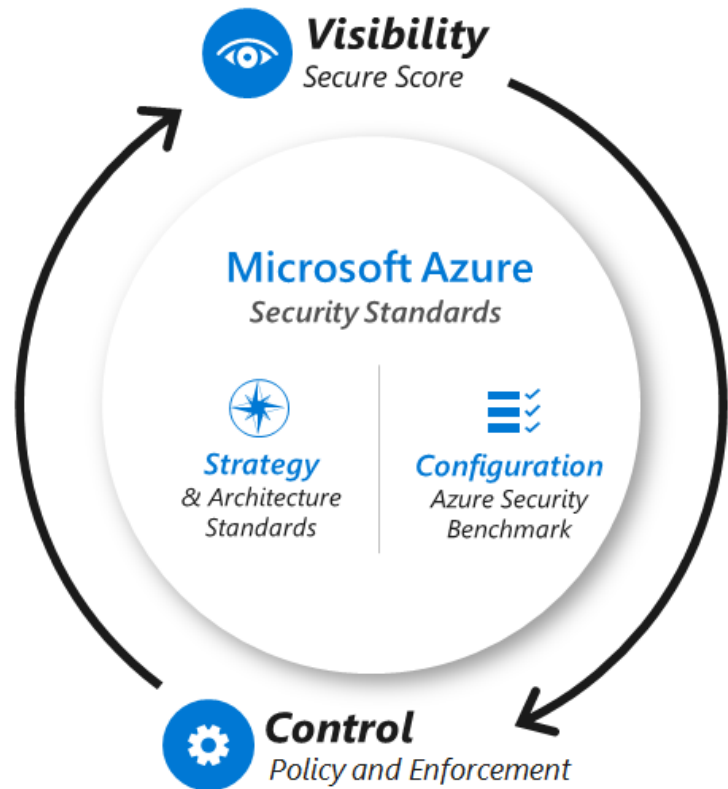 Visibility
Secure Score
Microsoft Azure
Security Standards
Strategy
& Architecture
Standards
Configuration
Azure Security
Benchmark
Control
Policy and Enforcement